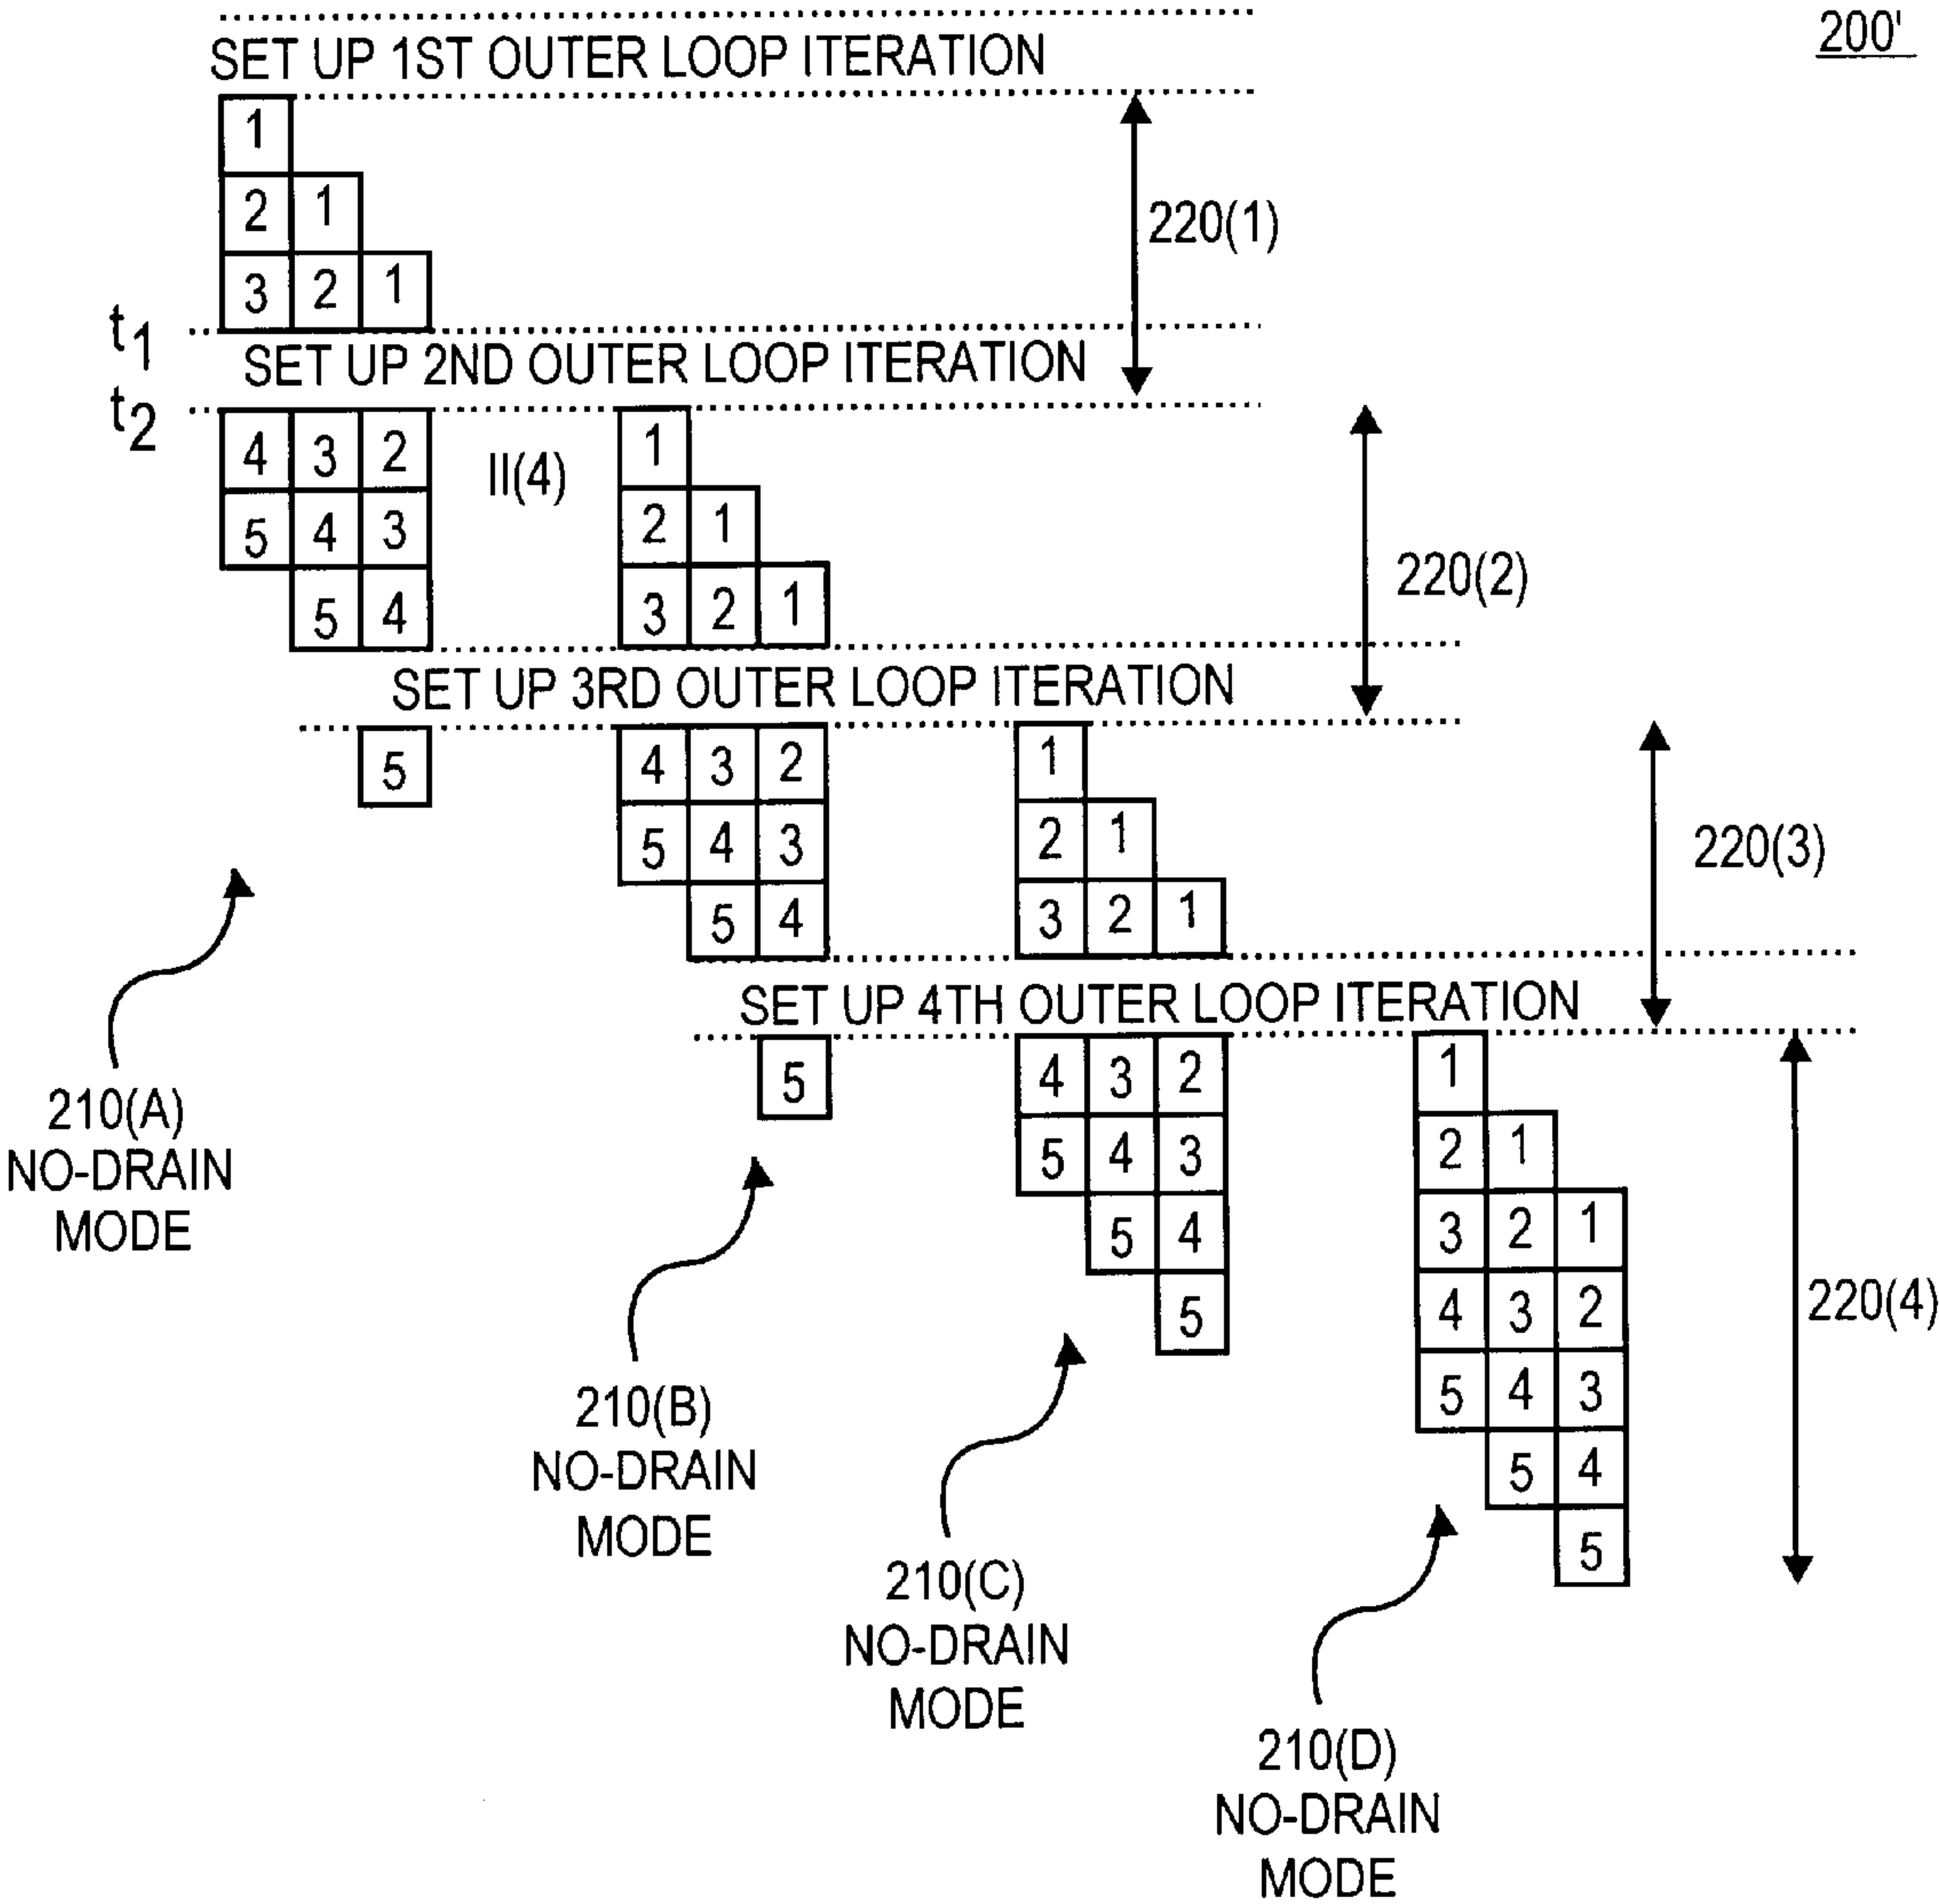 200'
SET UP 1ST OUTER LOOP ITERATION
1
2 1
220(1)
3 2 1
t1
SET UP 2ND OUTER LOOP ITERATION
t2
4 3 2 II(4) 1
5 4 3 2 1
220(2)
5 4 3 2 1
SET UP 3RD OUTER LOOP ITERATION
5 4 3 2 1
5 4 3 2 1
220(3)
5 4 3 2 1
SET UP 4TH OUTER LOOP ITERATION
5 4 3 2 1
5 4 3 2 1
5 4 3 2 1
5 4 3 2
220(4)
5 4 3
5 4
5
210(A)
NO-DRAIN
MODE
210(B)
NO-DRAIN
MODE
210(C)
NO-DRAIN
MODE
210(D)
NO-DRAIN
MODE